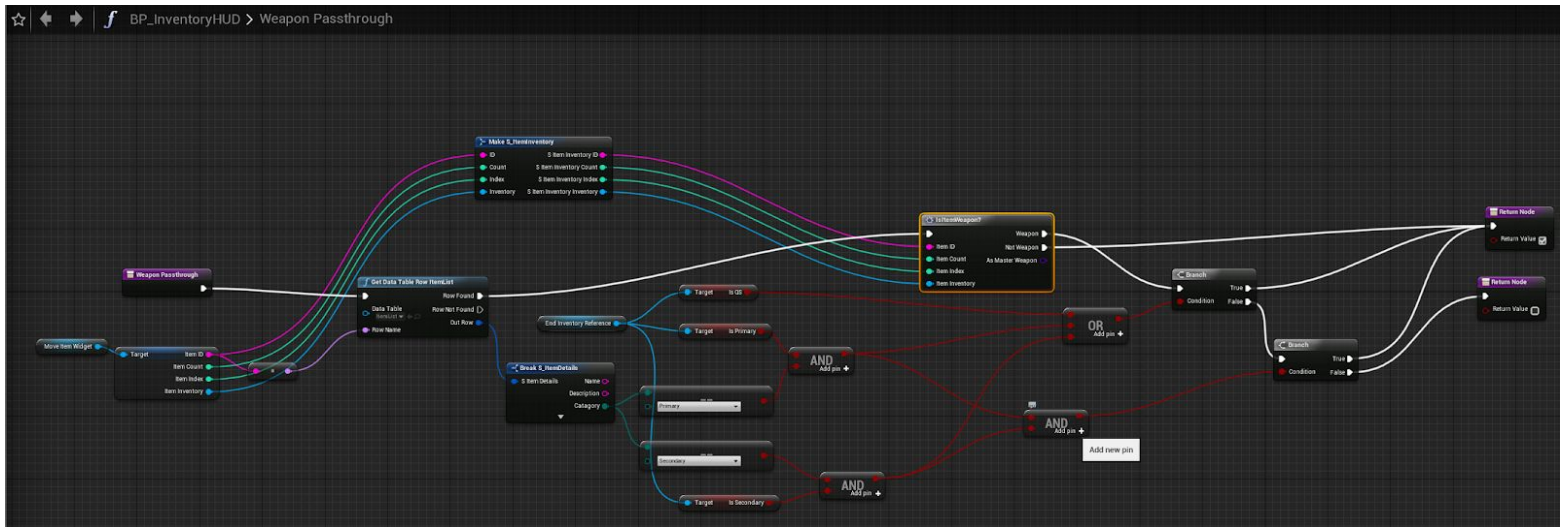 BP_InventoryHUD > Weapon Passthrough
Make S_ItemInventory
ID
S Item Inventory ID
Count
S Item Inventory Count
Index
S Item Inventory Index
Inventory
S Item Inventory Inventory
Weapon Passthrough
Get Data Table Row ItemList
Row Found
Data Table
ItemList
Row Not Found
Out Row
Row Name
Move Item Widget
Target
Item ID
Item Count
Item Index
Item Inventory
Break S_ItemDetails
S Item Details
Name
Description
Catagory
End Inventory Reference
Target
Is QS
Target
Is Primary
==
Primary
==
Secondary
Target
Is Secondary
AND
Add pin +
AND
Add pin +
IsItemWeapon?
Weapon
Item ID
Not Weapon
Item Count
As Master Weapon
Item Index
Item Inventory
OR
Add pin +
AND
Add pin +
Add new pin
Branch
True
Condition
False
Branch
True
Condition
False
Return Node
Return Value
Return Node
Return Value